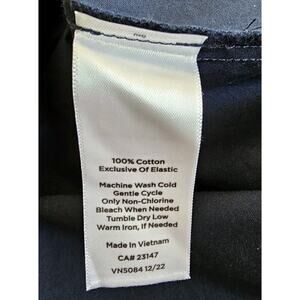 100% Cotton
Exclusive Of Elastic
Machine Wash Cold
Gentle Cycle
Only Non-Chlorine
Bleach When Needed
Tumble Dry Low
Warm Iron, If Needed
Made In Vietnam
CA# 23147
VN5084 12/22